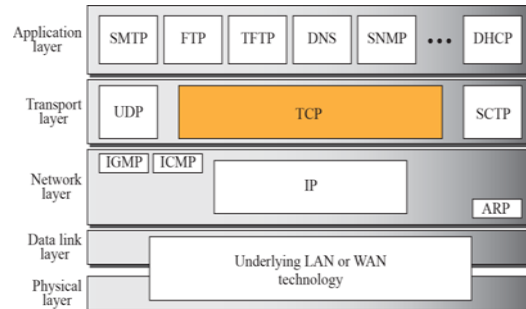 Application
layer
SMTP
FTP
TFTP
DNS
SNMP
•••
DHCP
Transport
layer
UDP
TCP
SCTP
Network
layer
IGMP
ICMP
IP
ARP
Data link
layer
Underlying LAN or WAN
technology
Physical
layer